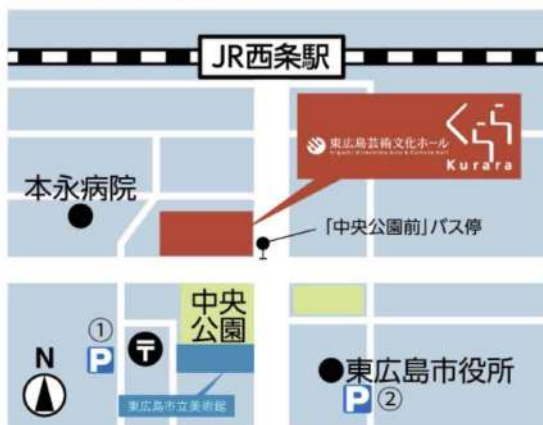 JR西条駅
東広島芸術文化ホール
Higashi Hiroshima Arts & Culture Hall
くらら
Kurara
本永病院
「中央公園前」バス停
中央
公園
①
P
〒
N
東広島市立美術館
東広島市役所
P ②